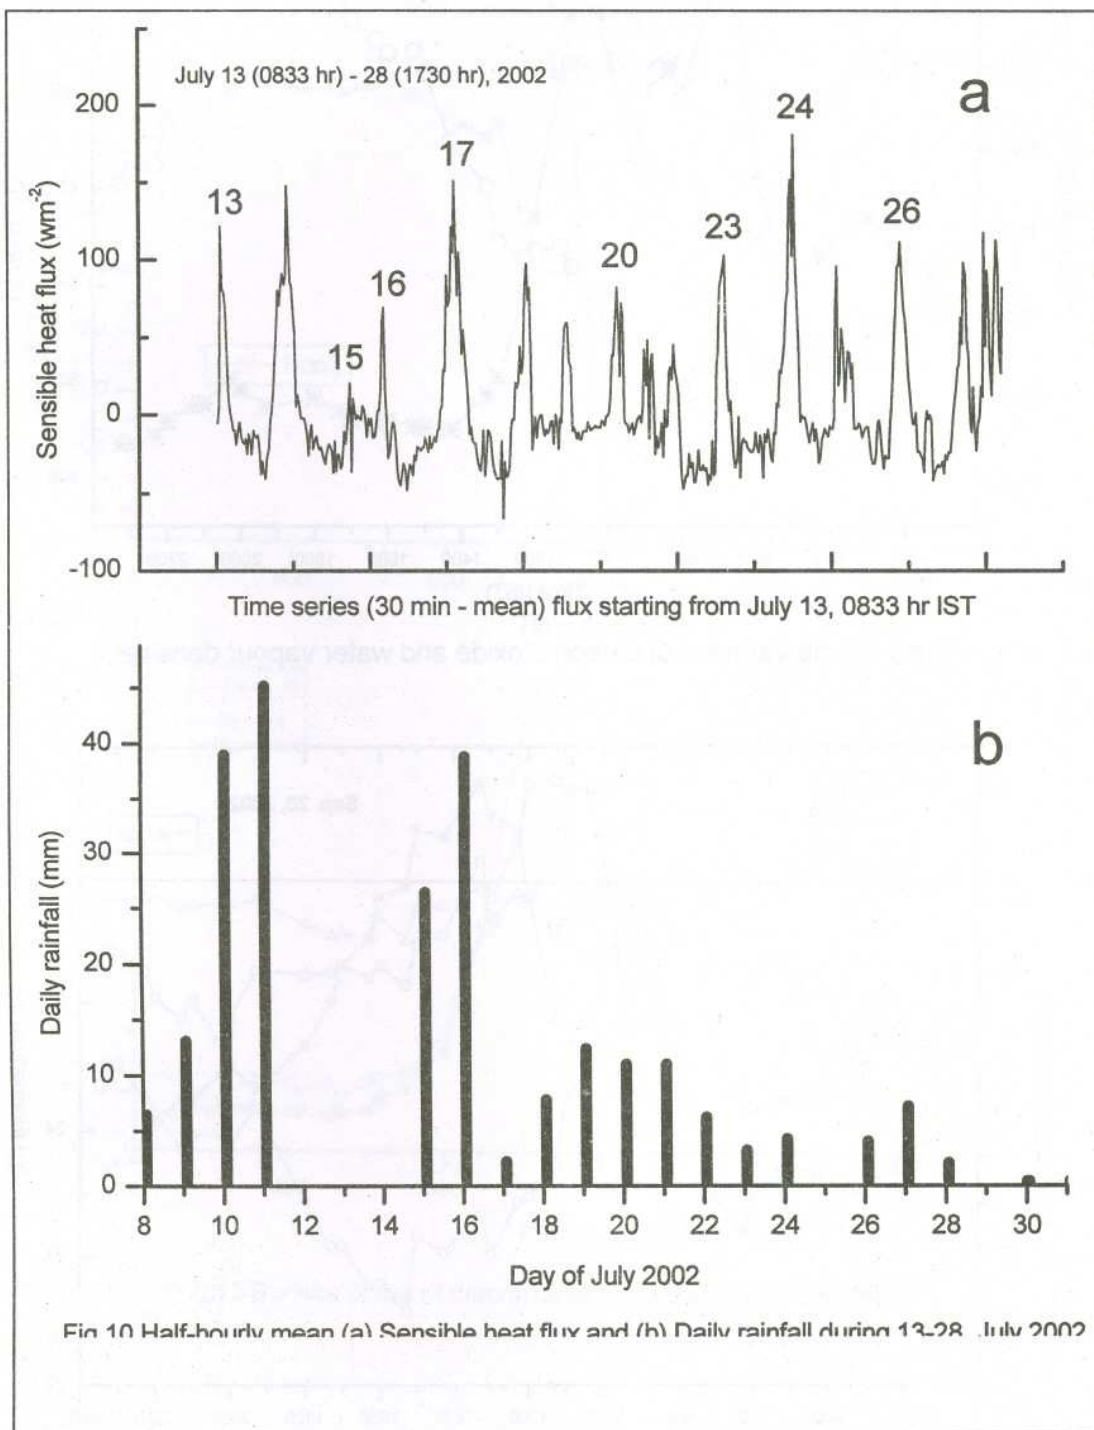 July 13 (0833 hr) - 28 (1730 hr), 2002
a
200
100
0
-100
Sensible heat flux (wm-2)
13
15
16
17
20
23
24
26
Time series (30 min - mean) flux starting from July 13, 0833 hr IST
oxide and water vapour
b
40
30
20
10
0
Daily rainfall (mm)
8 10 12 14 16 18 20 22 24 26 28 30
Day of July 2002
Fig.10 Half-hourly mean (a) Sensible heat flux and (b) Daily rainfall during 13-28, July 2002